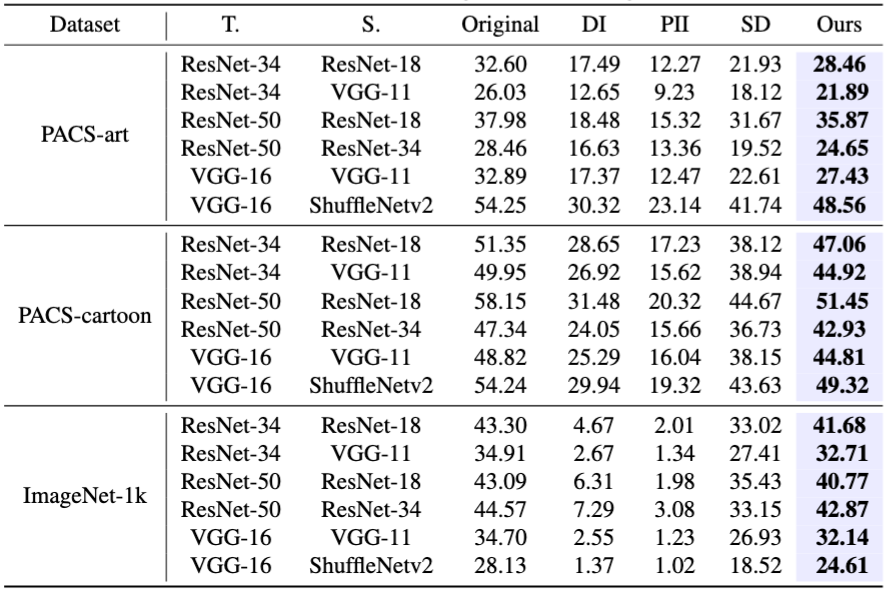 Dataset T. S. Original DI PII SD Ours
ResNet-34 ResNet-18 32.60 17.49 12.27 21.93 28.46
ResNet-34 VGG-11 26.03 12.65 9.23 18.12 21.89
PACS-art ResNet-50 ResNet-18 37.98 18.48 15.32 31.67 35.87
ResNet-50 ResNet-34 28.46 16.63 13.36 19.52 24.65
VGG-16 VGG-11 32.89 17.37 12.47 22.61 27.43
VGG-16 ShuffleNetv2 54.25 30.32 23.14 41.74 48.56
ResNet-34 ResNet-18 51.35 28.65 17.23 38.12 47.06
ResNet-34 VGG-11 49.95 26.92 15.62 38.94 44.92
PACS-cartoon ResNet-50 ResNet-18 58.15 31.48 20.32 44.67 51.45
ResNet-50 ResNet-34 47.34 24.05 15.66 36.73 42.93
VGG-16 VGG-11 48.82 25.29 16.04 38.15 44.81
VGG-16 ShuffleNetv2 54.24 29.94 19.32 43.63 49.32
ResNet-34 ResNet-18 43.30 4.67 2.01 33.02 41.68
ResNet-34 VGG-11 34.91 2.67 1.34 27.41 32.71
ImageNet-1k ResNet-50 ResNet-18 43.09 6.31 1.98 35.43 40.77
ResNet-50 ResNet-34 44.57 7.29 3.08 33.15 42.87
VGG-16 VGG-11 34.70 2.55 1.23 26.93 32.14
VGG-16 ShuffleNetv2 28.13 1.37 1.02 18.52 24.61